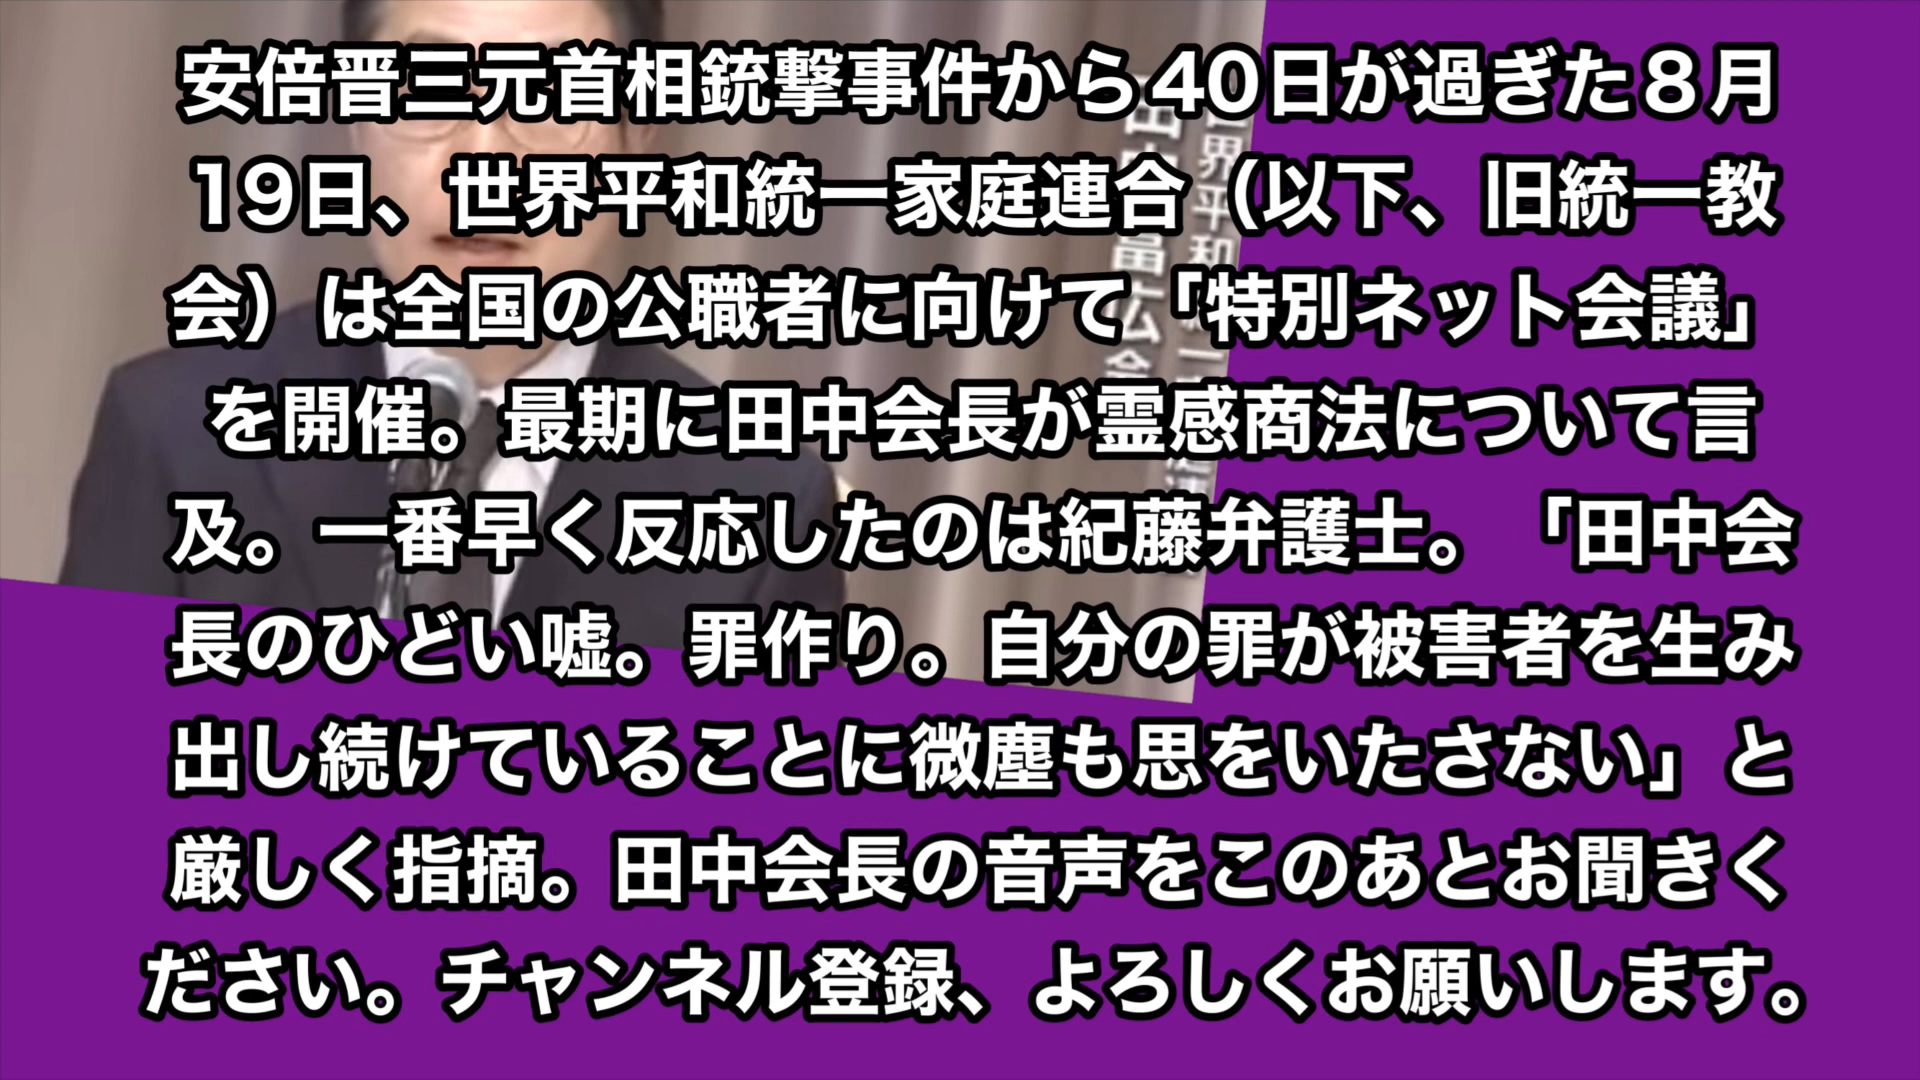 安倍晋三元首相銃撃事件から40日が過ぎた8月
19日、世界平和統一家庭連合（以下、旧統一教
会）は全国の公職者に向けて「特別ネット会議」
を開催。最期に田中会長が霊感商法について言
及。一番早く反応したのは紀藤弁護士。「田中会
長のひどい嘘。罪作り。自分の罪が被害者を生み
出し続けていることに微塵も思をいたさない」と
厳しく指摘。田中会長の音声をこのあとお聞きく
ださい。チャンネル登録、よろしくお願いします。